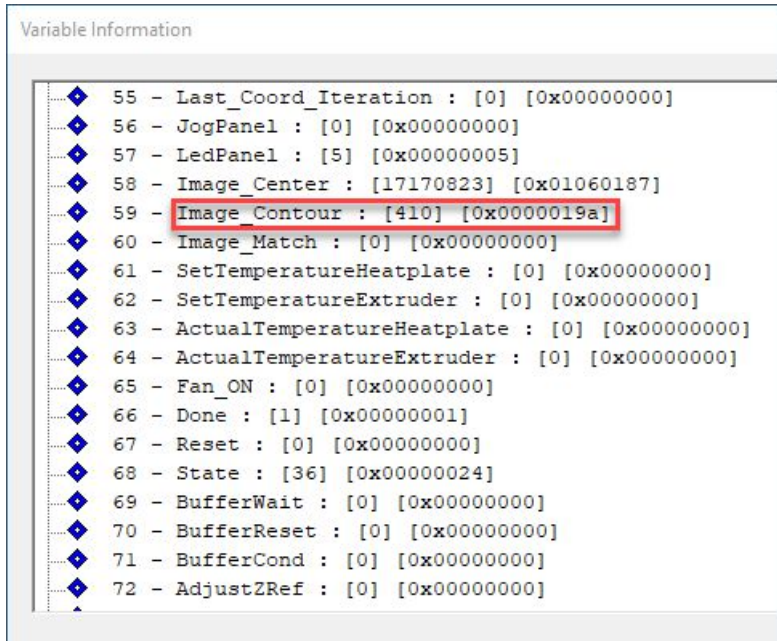 Variable Information
55 - Last_Coord_Iteration : [0] [0x00000000]
56 - JogPanel : [0] [0x00000000]
57 - LedPanel : [5] [0x00000005]
58 - Image_Center : [17170823] [0x01060187]
59 - Image_Contour : [410] [0x0000019a]
60 - Image_Match : [0] [0x00000000]
61 - SetTemperatureHeatplate : [0] [0x00000000]
62 - SetTemperatureExtruder : [0] [0x00000000]
63 - ActualTemperatureHeatplate : [0] [0x00000000]
64 - ActualTemperatureExtruder : [0] [0x00000000]
65 - Fan_ON : [0] [0x00000000]
66 - Done : [1] [0x00000001]
67 - Reset : [0] [0x00000000]
68 - State : [36] [0x00000024]
69 - BufferWait : [0] [0x00000000]
70 - BufferReset : [0] [0x00000000]
71 - BufferCond : [0] [0x00000000]
72 - AdjustZRef : [0] [0x00000000]